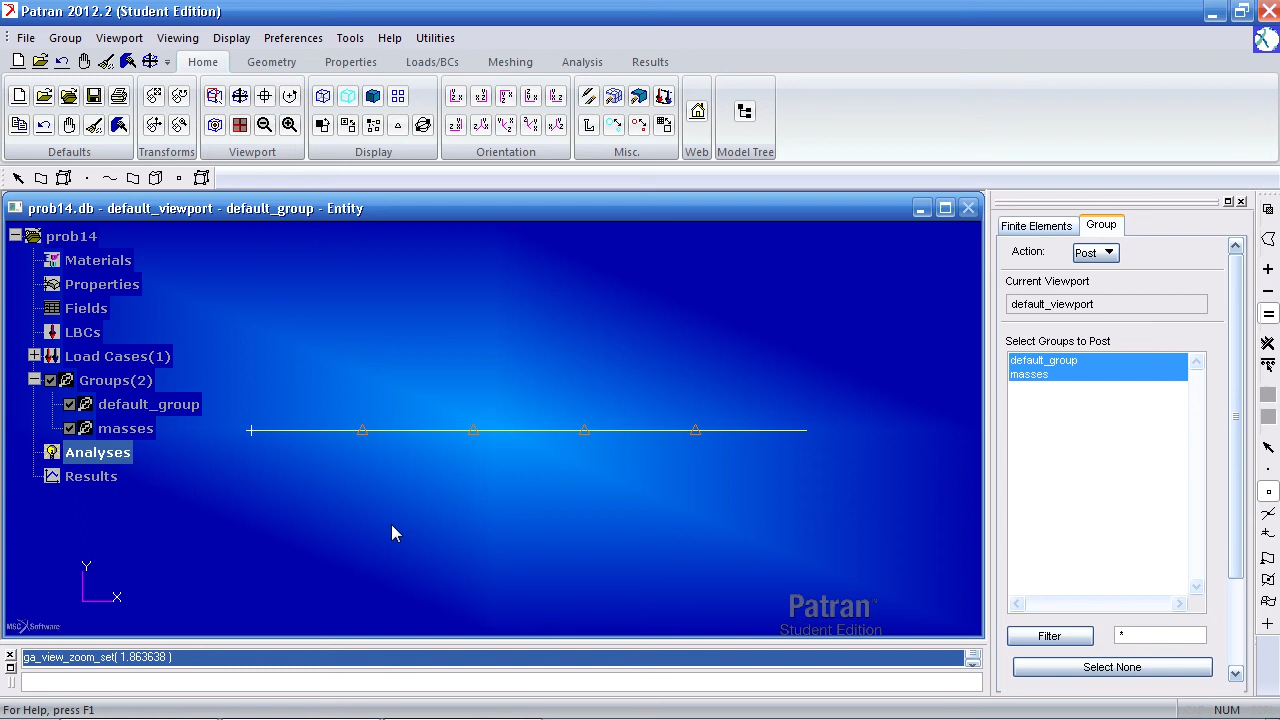 Patran 2012.2 (Student Edition)
File Group Viewport Viewing Display Preferences Tools Help Utilities
Home Geometry Properties Loads/BCs Meshing Analysis Results
Defaults Transforms Viewport Display Orientation Misc. Web Model Tree
prob14.db - default_viewport - default_group - Entity
prob14
Materials
Properties
Fields
LBCs
Load Cases(1)
Groups(2)
default_group
masses
Analyses
Results
Y
X
MSC Software
Patran
Student Edition
Finite Elements Group
Action: Post
Current Viewport
default_viewport
Select Groups to Post
default_group
masses
Filter *
Select None
ga_view_zoom_set( 1.863638 )
For Help, press F1
NUM